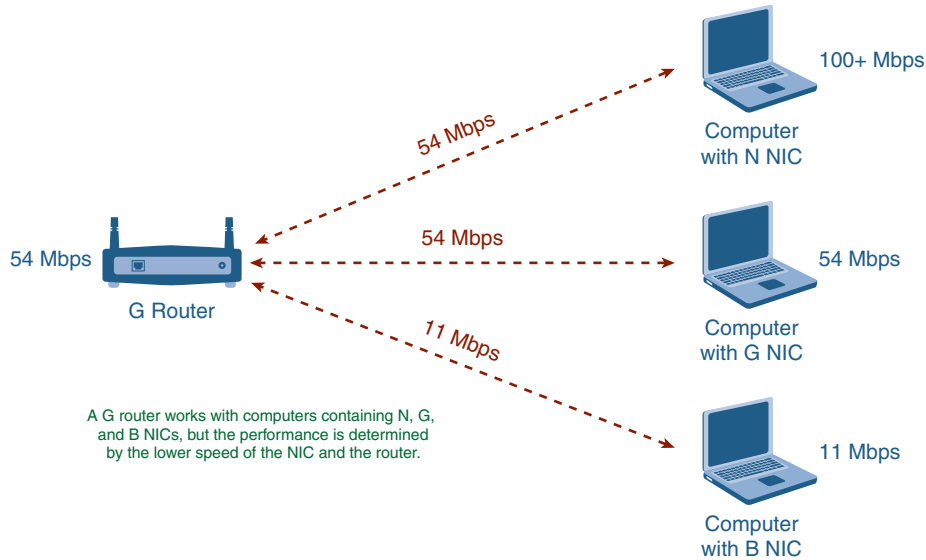 100+ Mbps
54 Mbps
Computer
with N NIC
54 Mbps
54 Mbps
54 Mbps
G Router
Computer
with G NIC
11 Mbps
A G router works with computers containing N, G,
and B NICs, but the performance is determined
by the lower speed of the NIC and the router.
11 Mbps
Computer
with B NIC